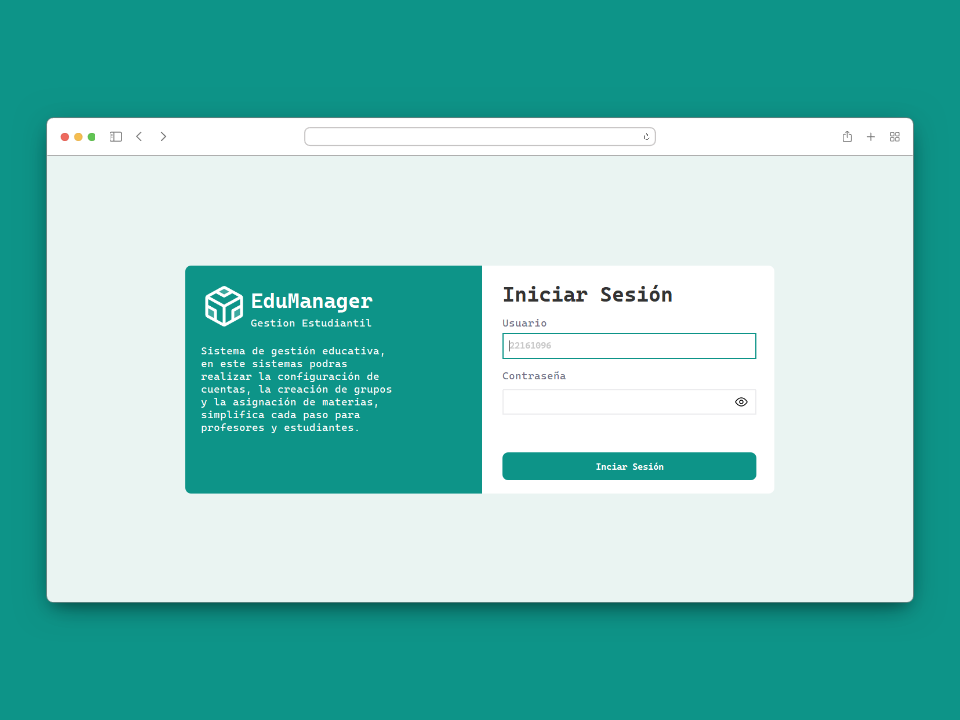 EduManager
Gestion Estudiantil
Sistema de gestión educativa,
en este sistemas podras
realizar la configuración de
cuentas, la creación de grupos
y la asignación de materias,
simplifica cada paso para
profesores y estudiantes.
Iniciar Sesión
Usuario
22161096
Contraseña
Inciar Sesión